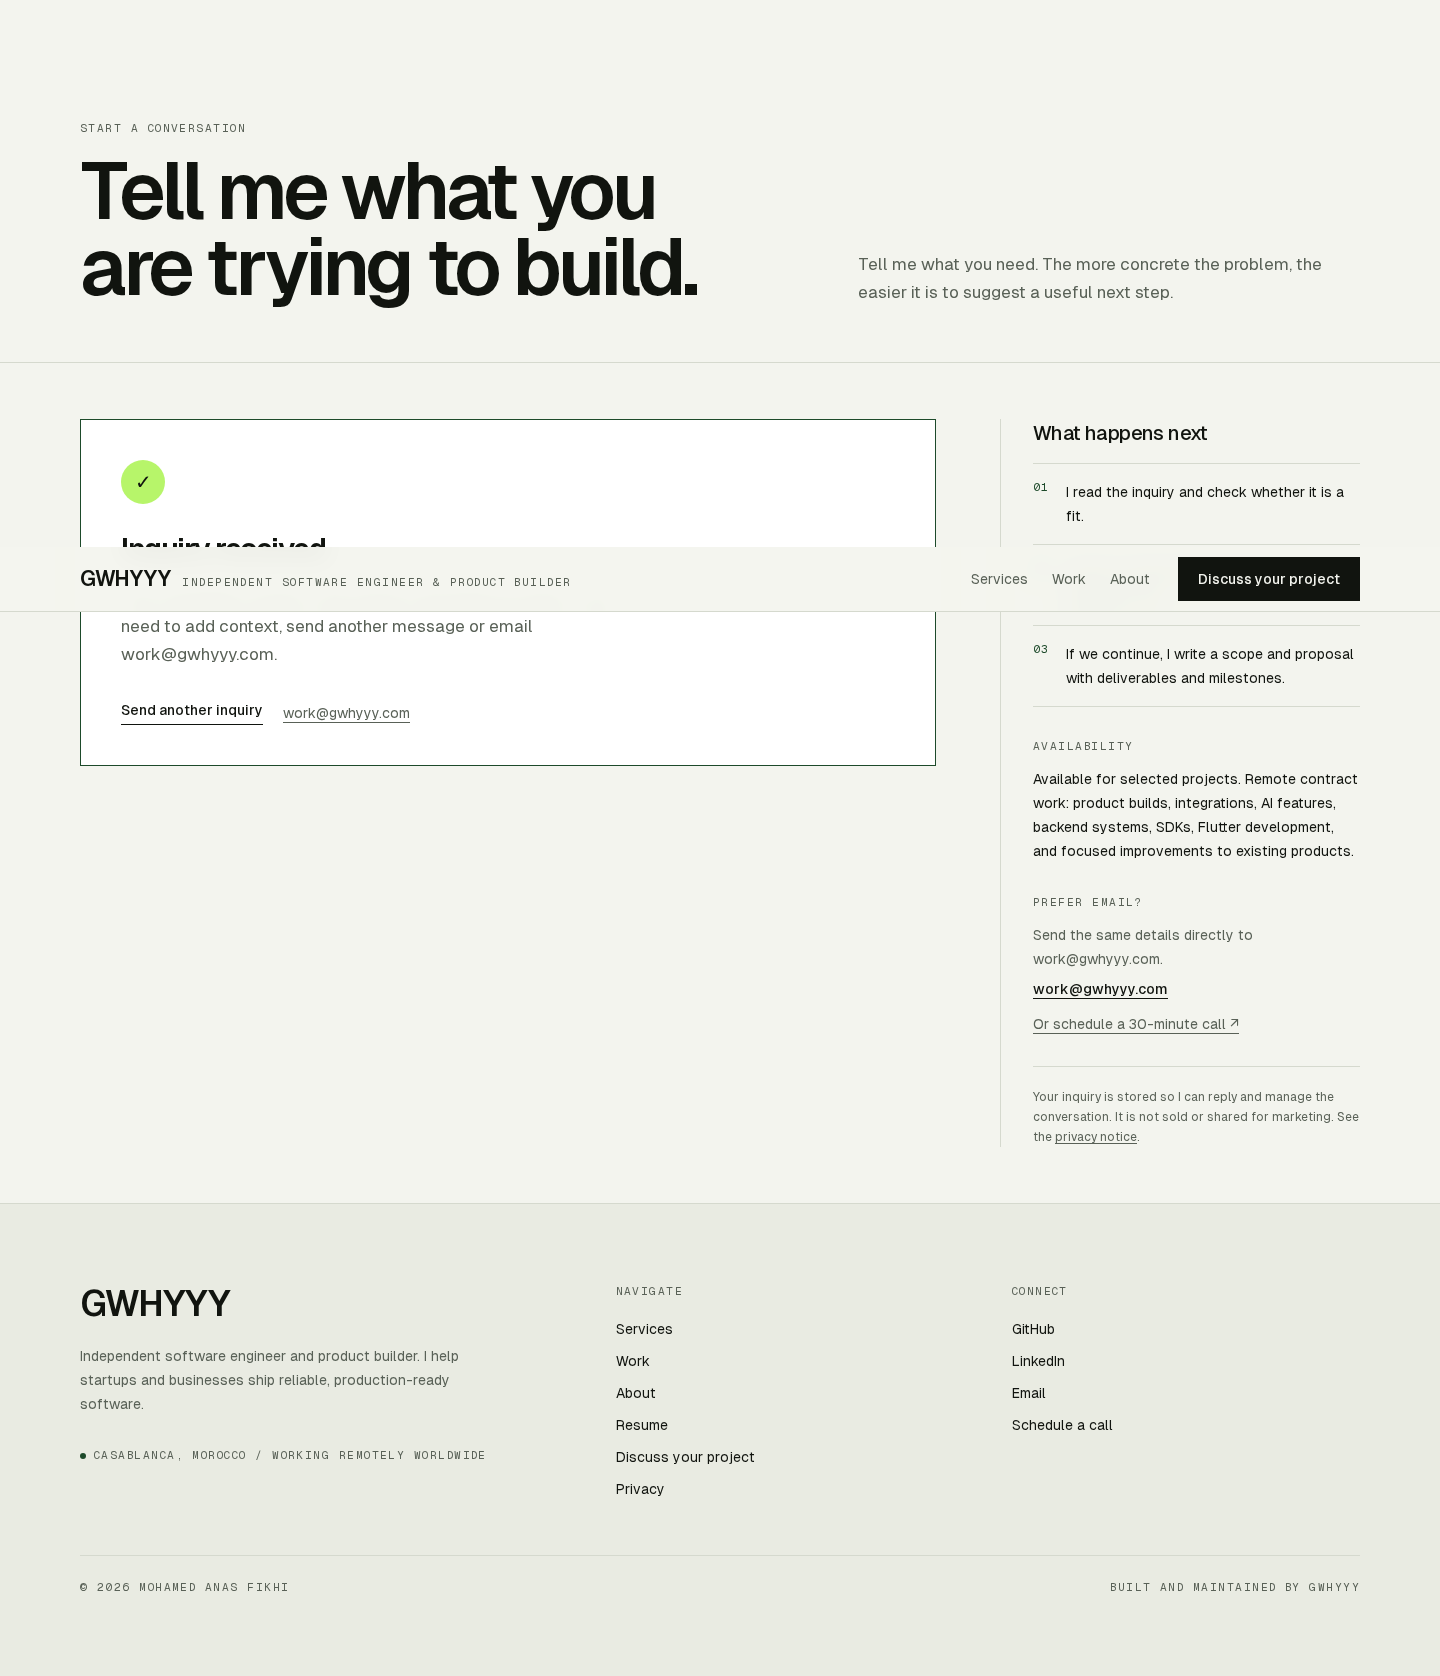 START A CONVERSATION
Tell me what you
are trying to build.
Tell me what you need. The more concrete the problem, the
easier it is to suggest a useful next step.
✓
Inquiry received
GWHYYY INDEPENDENT SOFTWARE ENGINEER & PRODUCT BUILDER
Services Work About Discuss your project
need to add context, send another message or email
work@gwhyyy.com.
Send another inquiry work@gwhyyy.com
What happens next
01 I read the inquiry and check whether it is a
fit.
03 If we continue, I write a scope and proposal
with deliverables and milestones.
AVAILABILITY
Available for selected projects. Remote contract
work: product builds, integrations, AI features,
backend systems, SDKs, Flutter development,
and focused improvements to existing products.
PREFER EMAIL?
Send the same details directly to
work@gwhyyy.com.
work@gwhyyy.com
Or schedule a 30-minute call ↗
Your inquiry is stored so I can reply and manage the
conversation. It is not sold or shared for marketing. See
the privacy notice.
GWHYYY
Independent software engineer and product builder. I help
startups and businesses ship reliable, production-ready
software.
CASABLANCA, MOROCCO / WORKING REMOTELY WORLDWIDE
NAVIGATE
Services
Work
About
Resume
Discuss your project
Privacy
CONNECT
GitHub
LinkedIn
Email
Schedule a call
© 2026 MOHAMED ANAS FIKHI
BUILT AND MAINTAINED BY GWHYYY